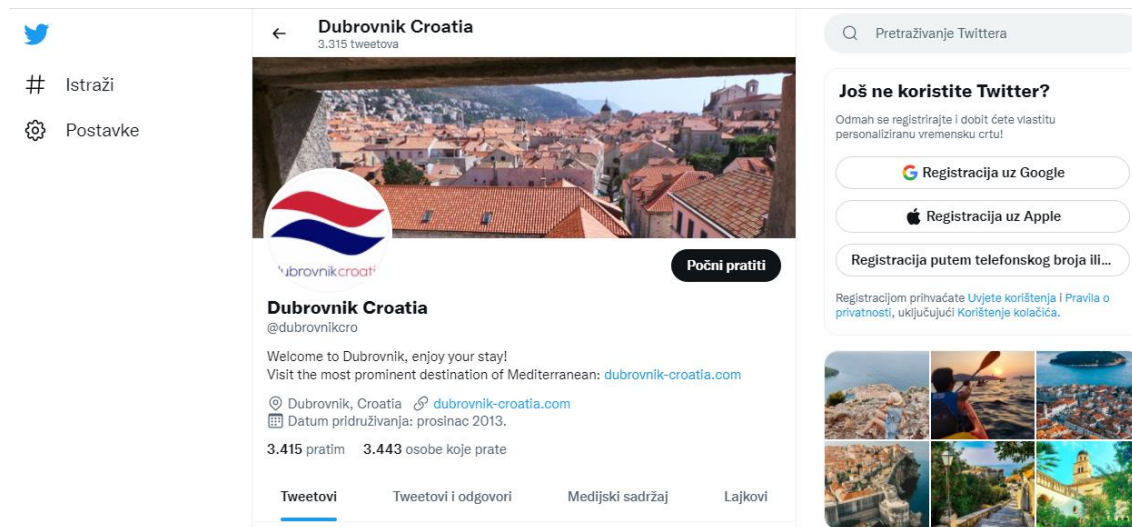 Dubrovnik Croatia
3.315 tweetova
Istraži
Postavke
ubrovnikcroati
Počni pratiti
Dubrovnik Croatia
@dubrovnikcro
Welcome to Dubrovnik, enjoy your stay!
Visit the most prominent destination of Mediterranean: dubrovnik-croatia.com
Dubrovnik, Croatia dubrovnik-croatia.com
Datum pridruživanja: prosinac 2013.
3.415 pratim 3.443 osobe koje prate
Tweetovi Tweetovi i odgovori Medijski sadržaj Lajkovi
Pretraživanje Twittera
Još ne koristite Twitter?
Odmah se registrirajte i dobit ćete vlastitu
personaliziranu vremensku crtu!
Registracija uz Google
Registracija uz Apple
Registracija putem telefonskog broja ili...
Registracijom prihvaćate Uvjete korištenja i Pravila o
privatnosti, uključujući Korištenje kolačića.